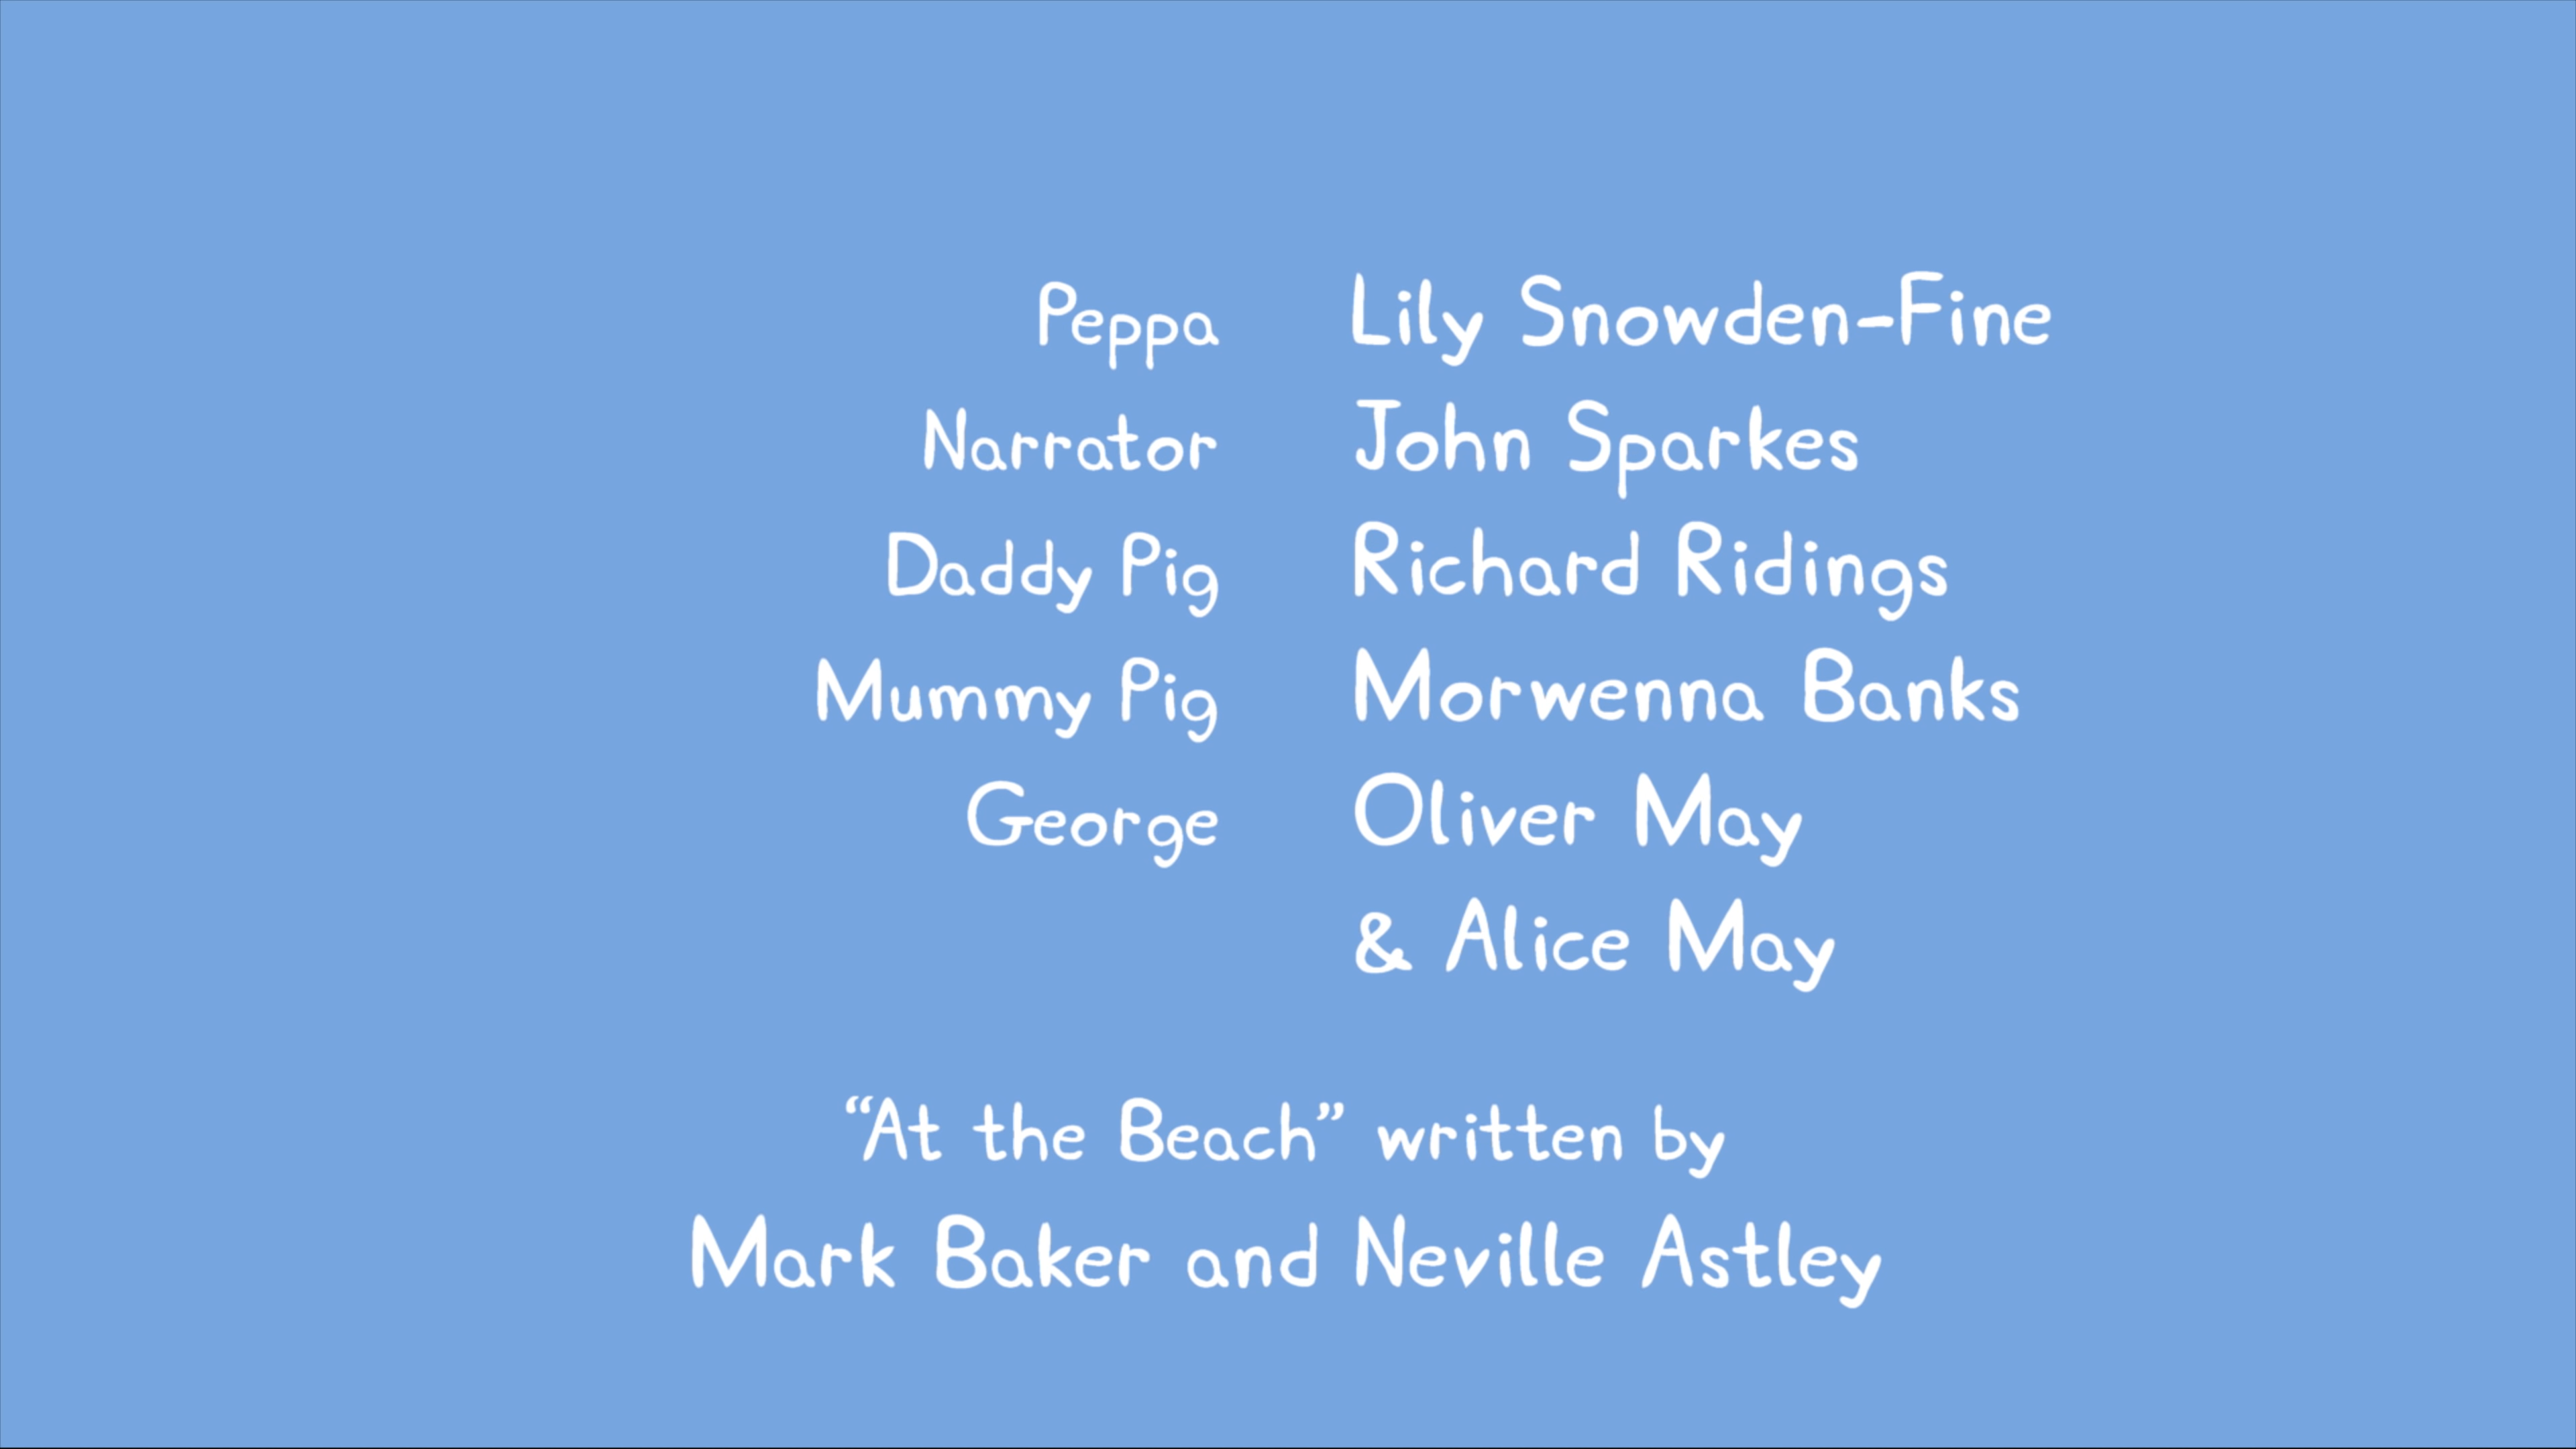 Peppa Lily Snowden-Fine
Narrator John Sparkes
Daddy Pig Richard Ridings
Mummy Pig Morwenna Banks
George Oliver May
& Alice May
“At the Beach” written by
Mark Baker and Neville Astley